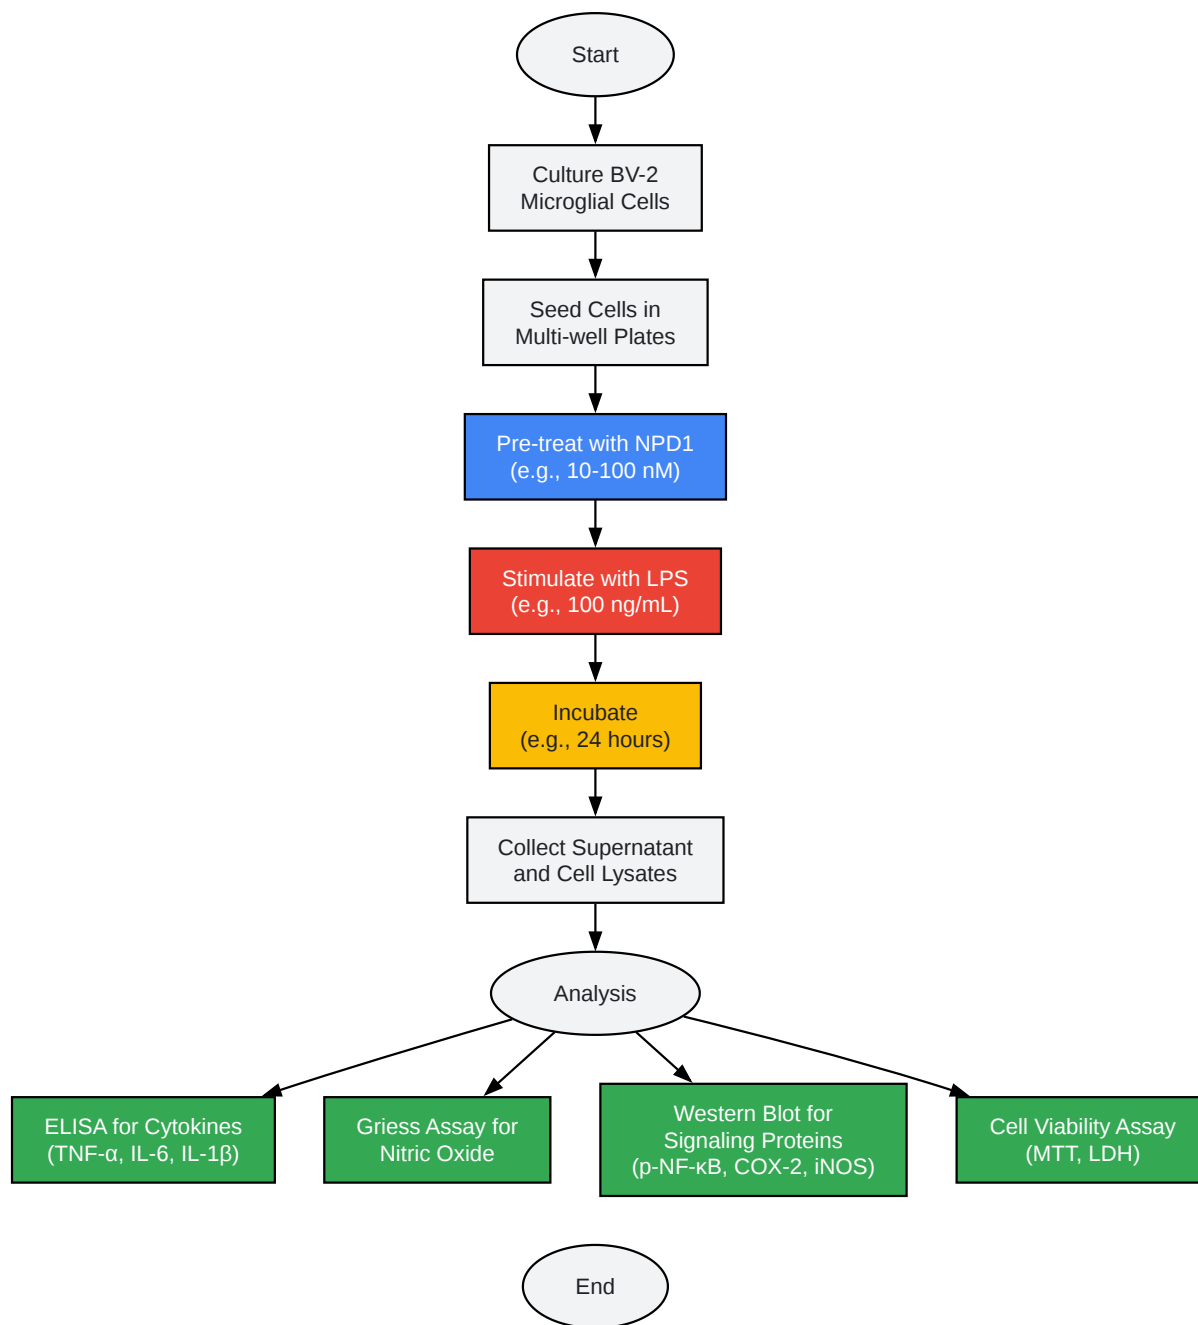 Start
Culture BV-2
Microglial Cells
Seed Cells in
Multi-well Plates
Pre-treat with NPD1
(e.g., 10-100 nM)
Stimulate with LPS
(e.g., 100 ng/mL)
Incubate
(e.g., 24 hours)
Collect Supernatant
and Cell Lysates
Analysis
ELISA for Cytokines
(TNF-α, IL-6, IL-1β)
Griess Assay for
Nitric Oxide
Western Blot for
Signaling Proteins
(p-NF-κB, COX-2, iNOS)
Cell Viability Assay
(MTT, LDH)
End